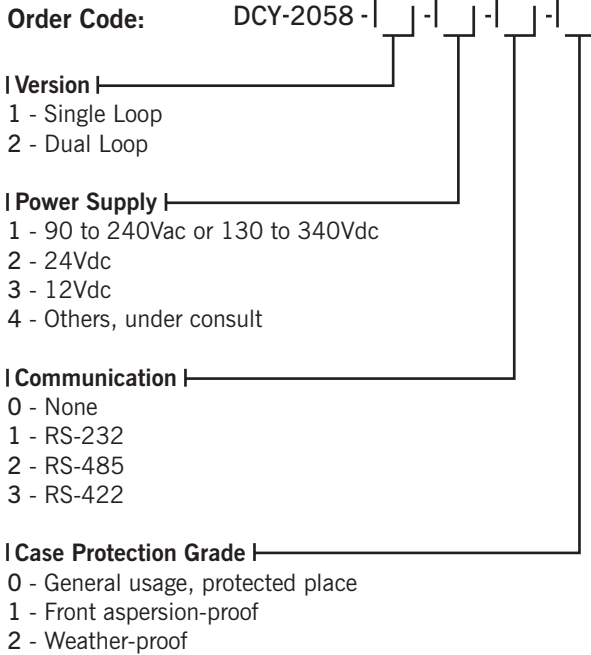 Order Code: DCY-2058 - - - -
Version
1 - Single Loop
2 - Dual Loop
Power Supply
1 - 90 to 240Vac or 130 to 340Vdc
2 - 24Vdc
3 - 12Vdc
4 - Others, under consult
Communication
0 - None
1 - RS-232
2 - RS-485
3 - RS-422
Case Protection Grade
0 - General usage, protected place
1 - Front aspersion-proof
2 - Weather-proof